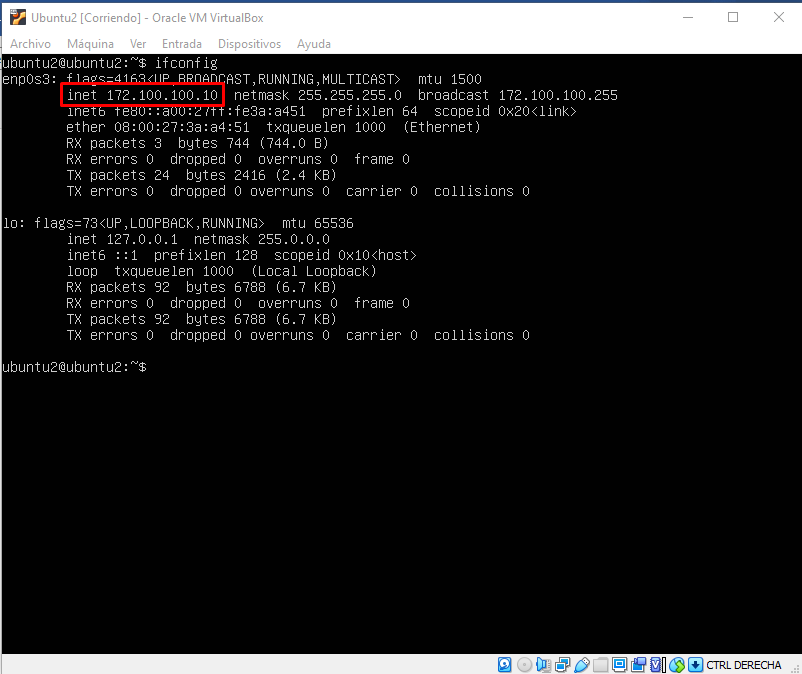 Ubuntu2 [Corriendo] - Oracle VM VirtualBox
Archivo Máquina Ver Entrada Dispositivos Ayuda
ubuntu2@ubuntu2:~$ ifconfig
enp0s3: flags=4163<UP,BROADCAST,RUNNING,MULTICAST>  mtu 1500
        inet 172.100.100.10  netmask 255.255.255.0  broadcast 172.100.100.255
        inet6 fe80::a00:27ff:fe3a:a451  prefixlen 64  scopeid 0x20<link>
        ether 08:00:27:3a:a4:51  txqueuelen 1000  (Ethernet)
        RX packets 3  bytes 744 (744.0 B)
        RX errors 0  dropped 0  overruns 0  frame 0
        TX packets 24  bytes 2416 (2.4 KB)
        TX errors 0  dropped 0 overruns 0  carrier 0  collisions 0
lo: flags=73<UP,LOOPBACK,RUNNING>  mtu 65536
        inet 127.0.0.1  netmask 255.0.0.0
        inet6 ::1  prefixlen 128  scopeid 0x10<host>
        loop  txqueuelen 1000  (Local Loopback)
        RX packets 92  bytes 6788 (6.7 KB)
        RX errors 0  dropped 0  overruns 0  frame 0
        TX packets 92  bytes 6788 (6.7 KB)
        TX errors 0  dropped 0 overruns 0  carrier 0  collisions 0
ubuntu2@ubuntu2:~$
CTRL DERECHA